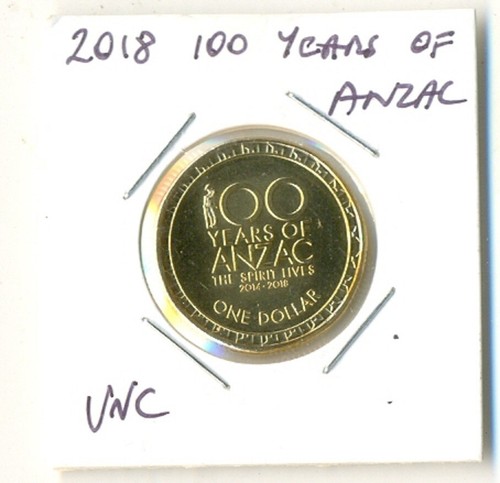 2018 100 YEARS OF
ANZAC
100
YEARS OF
ANZAC
THE SPIRIT LIVES
2014 - 2018
ONE DOLLAR
UNC